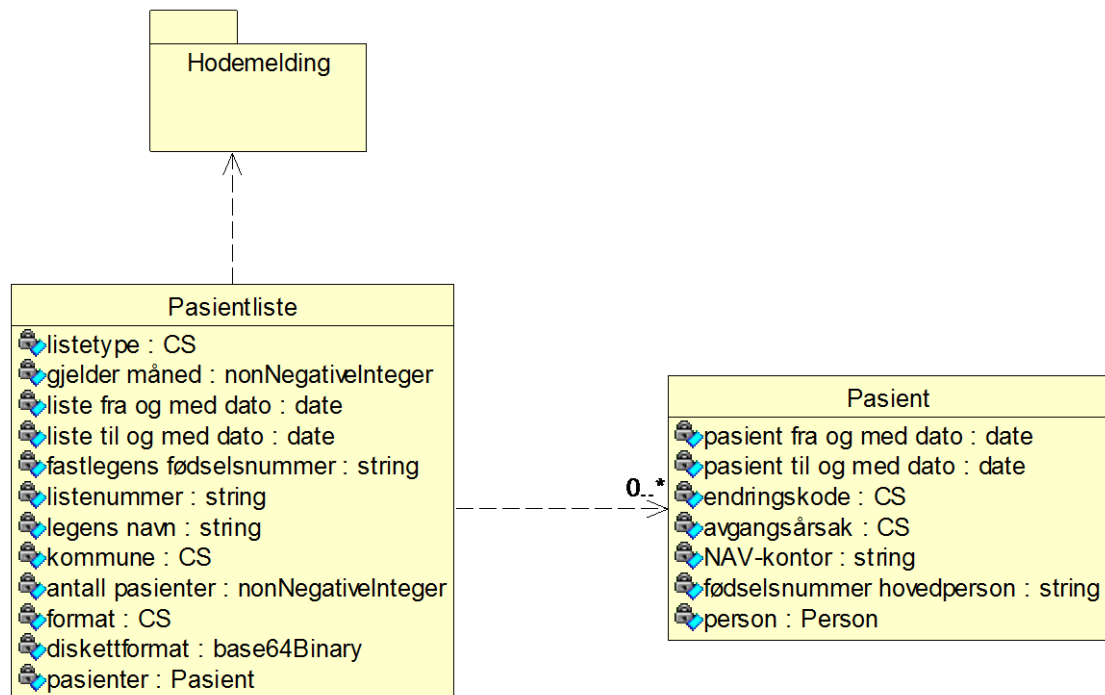 Hodemelding
Pasientliste
listetype : CS
gjelder måned : nonNegativeInteger
liste fra og med dato : date
liste til og med dato : date
fastlegens fødselsnummer : string
listenummer : string
legens navn : string
kommune : CS
antall pasienter : nonNegativeInteger
format : CS
diskettformat : base64Binary
pasienter : Pasient
0..*
Pasient
pasient fra og med dato : date
pasient til og med dato : date
endringskode : CS
avgangsårsak : CS
NAV-kontor : string
fødselsnummer hovedperson : string
person : Person